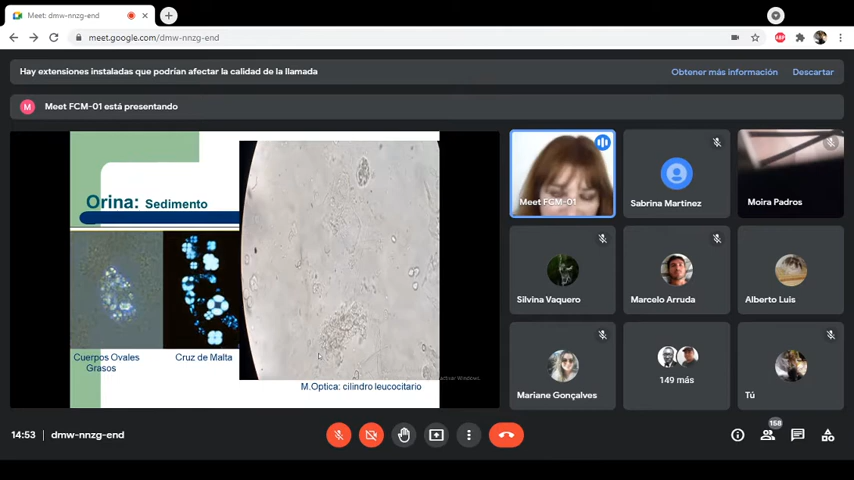 Meet: dmw-nnzg-end
meet.google.com/dmw-nnzg-end
ABP
Hay extensiones instaladas que podrían afectar la calidad de la llamada
Obtener más información
Descartar
M
Meet FCM-01 está presentando
Orina: Sedimento
Cuerpos Ovales
Grasos
Cruz de Malta
M.Optica: cilindro leucocitario
Meet FCM-01
Sabrina Martinez
Moira Padros
Silvina Vaquero
Marcelo Arruda
Alberto Luis
Mariane Gonçalves
149 más
Tú
14:53 | dmw-nnzg-end
158